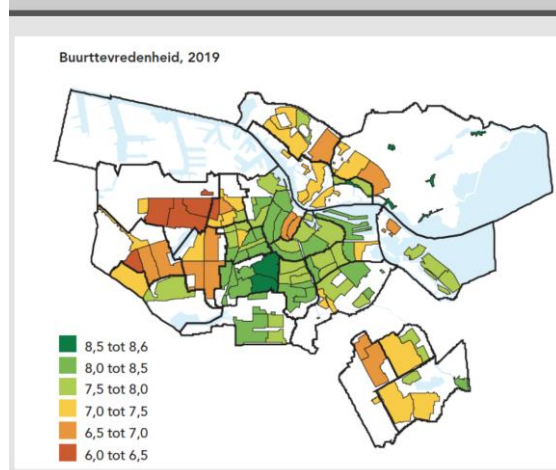 Buurttevredenheid, 2019
8,5 tot 8,6
8,0 tot 8,5
7,5 tot 8,0
7,0 tot 7,5
6,5 tot 7,0
6,0 tot 6,5